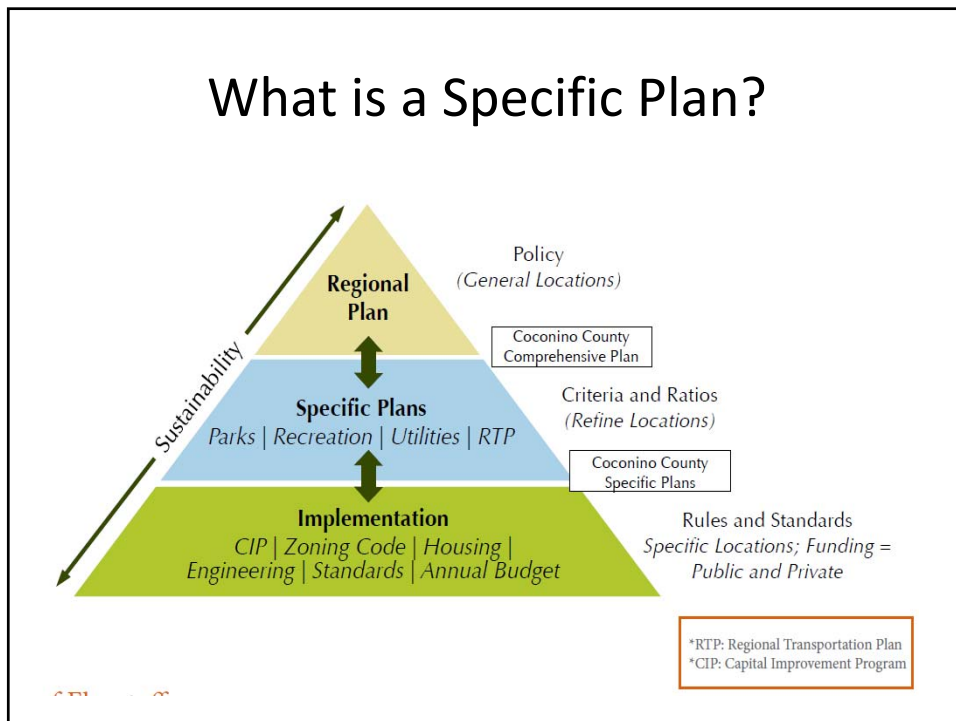 What is a Specific Plan?
Policy
(General Locations)
Regional
Plan
Coconino County
Comprehensive Plan
Sustainability
Criteria and Ratios
(Refine Locations)
Specific Plans
Parks | Recreation | Utilities | RTP
Coconino County
Specific Plans
Implementation
CIP | Zoning Code | Housing |
Engineering | Standards | Annual Budget
Rules and Standards
Specific Locations; Funding =
Public and Private
*RTP: Regional Transportation Plan
*CIP: Capital Improvement Program